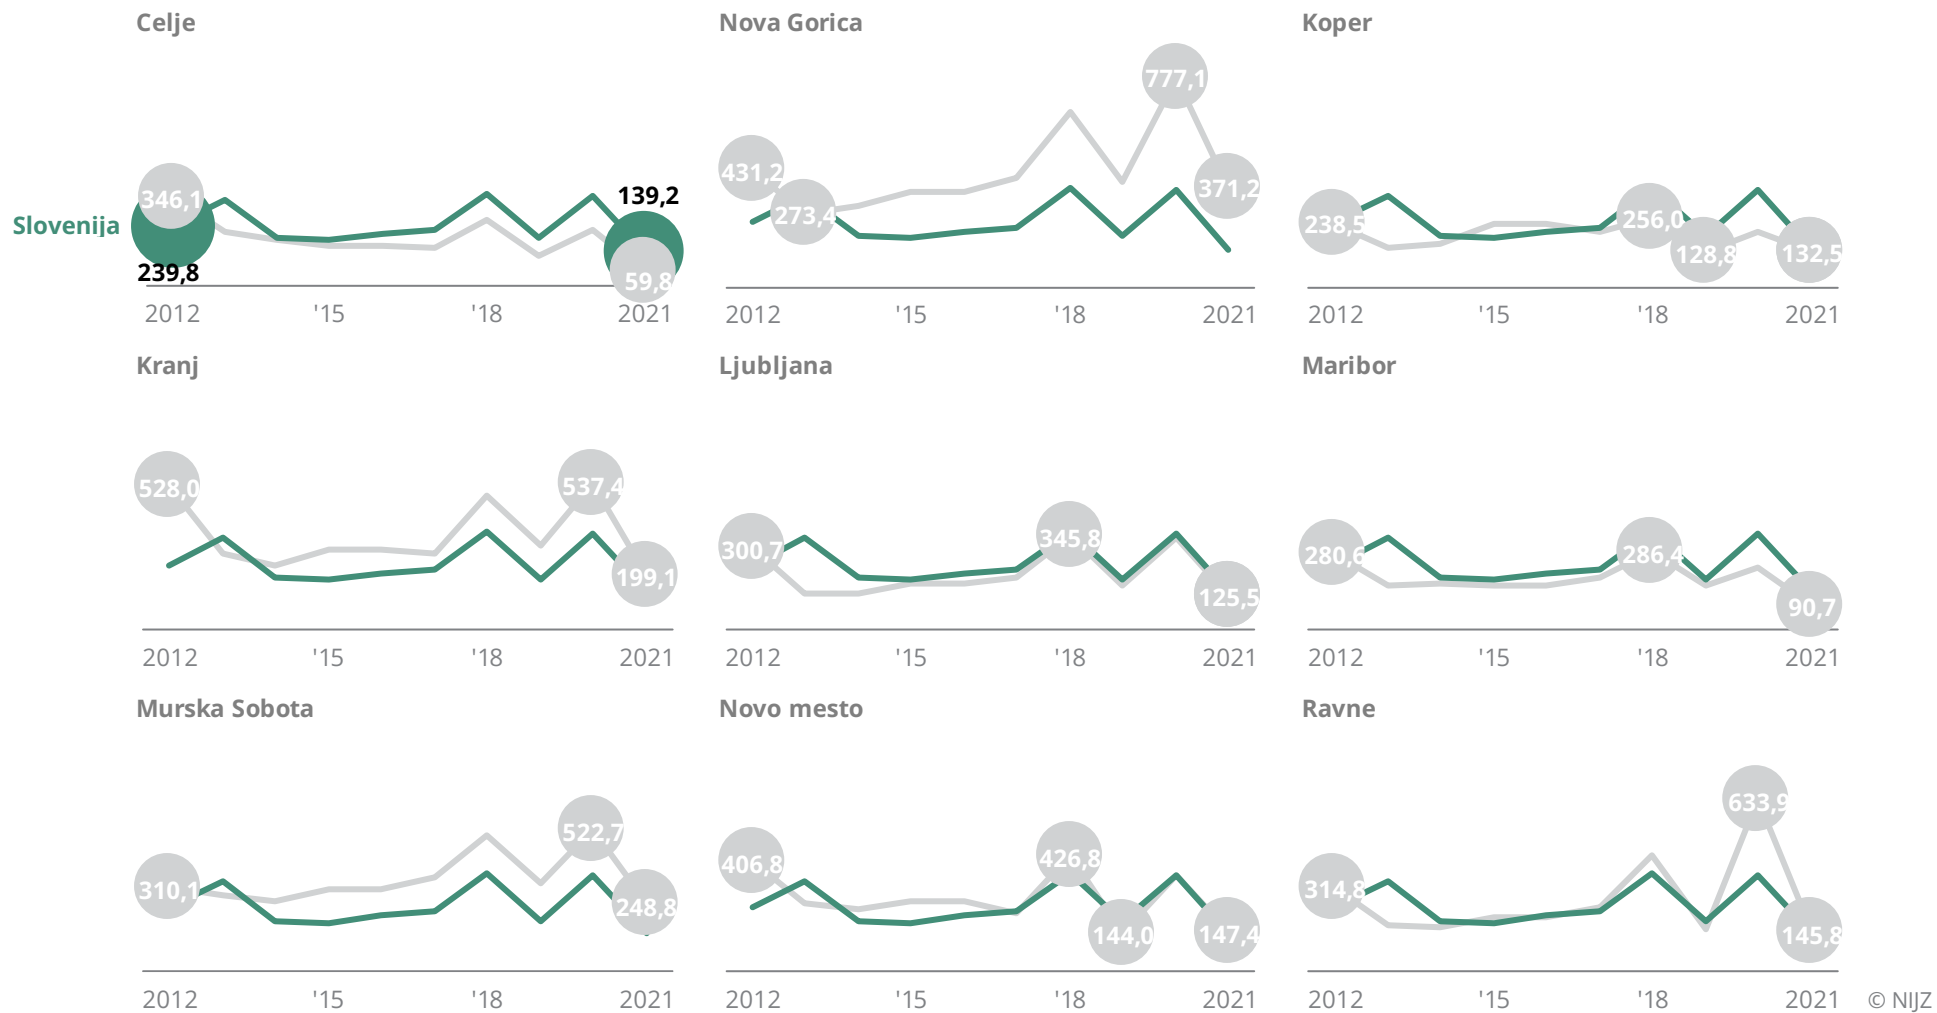 Celje
Nova Gorica
Koper
346,1
Slovenija
239,8
139,2
59,8
2012 '15 '18 2021
431,2
273,4
777,1
371,2
2012 '15 '18 2021
238,5
256,0
128,8
132,5
2012 '15 '18 2021
Kranj
Ljubljana
Maribor
528,0
537,4
199,1
2012 '15 '18 2021
300,7
345,8
125,5
2012 '15 '18 2021
280,6
286,4
90,7
2012 '15 '18 2021
Murska Sobota
Novo mesto
Ravne
310,1
522,7
248,8
2012 '15 '18 2021
406,8
426,8
144,0
147,4
2012 '15 '18 2021
314,8
633,9
145,8
2012 '15 '18 2021
© NIJZ